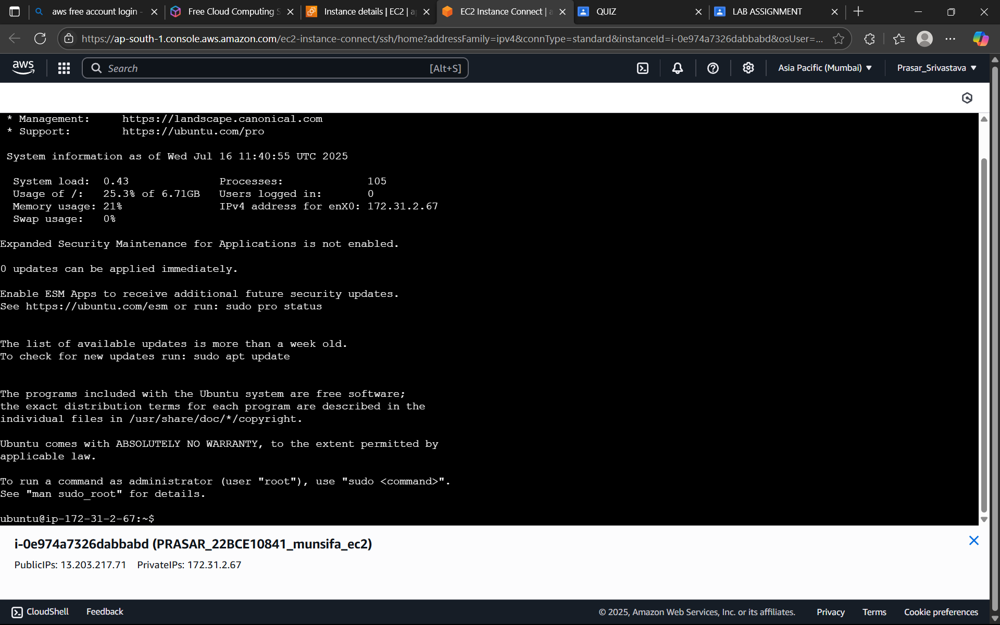 aws free account login -
Free Cloud Computing S
Instance details | EC2 | a
EC2 Instance Connect | a
QUIZ
LAB ASSIGNMENT
https://ap-south-1.console.aws.amazon.com/ec2-instance-connect/ssh/home?addressFamily=ipv4&connType=standard&instanceId=i-0e974a7326dabbabd&osUser=...
aws
Search
[Alt+S]
Asia Pacific (Mumbai)
Prasar_Srivastava
* Management:     https://landscape.canonical.com
* Support:        https://ubuntu.com/pro
System information as of Wed Jul 16 11:40:55 UTC 2025
System load:  0.43              Processes:             105
Usage of /:   25.3% of 6.71GB   Users logged in:       0
Memory usage: 21%               IPv4 address for enX0: 172.31.2.67
Swap usage:   0%
Expanded Security Maintenance for Applications is not enabled.
0 updates can be applied immediately.
Enable ESM Apps to receive additional future security updates.
See https://ubuntu.com/esm or run: sudo pro status
The list of available updates is more than a week old.
To check for new updates run: sudo apt update
The programs included with the Ubuntu system are free software;
the exact distribution terms for each program are described in the
individual files in /usr/share/doc/*/copyright.
Ubuntu comes with ABSOLUTELY NO WARRANTY, to the extent permitted by
applicable law.
To run a command as administrator (user "root"), use "sudo <command>".
See "man sudo_root" for details.
ubuntu@ip-172-31-2-67:~$
i-0e974a7326dabbabd (PRASAR_22BCE10841_munsifa_ec2)
PublicIPs: 13.203.217.71    PrivateIPs: 172.31.2.67
CloudShell
Feedback
© 2025, Amazon Web Services, Inc. or its affiliates.
Privacy
Terms
Cookie preferences